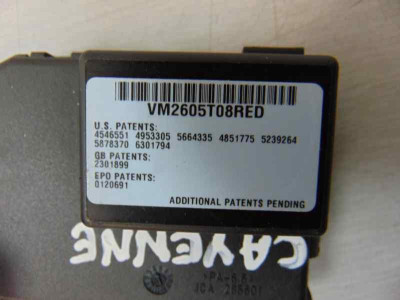 VM2605T08RED
U.S. PATENTS:
4546551 4953305 5664335 4851775 5239264
5878370 6301794
GB PATENTS:
2301899
EPO PATENTS:
0120691
ADDITIONAL PATENTS PENDING
CAYENNE